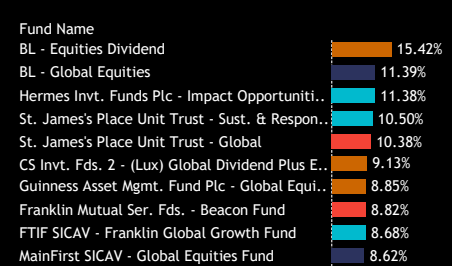 Fund Name
BL - Equities Dividend 15.42%
BL - Global Equities 11.39%
Hermes Invt. Funds Plc - Impact Opportuniti.. 11.38%
St. James's Place Unit Trust - Sust. & Respon.. 10.50%
St. James's Place Unit Trust - Global 10.38%
CS Invt. Fds. 2 - (Lux) Global Dividend Plus E.. 9.13%
Guinness Asset Mgmt. Fund Plc - Global Equi.. 8.85%
Franklin Mutual Ser. Fds. - Beacon Fund 8.82%
FTIF SICAV - Franklin Global Growth Fund 8.68%
MainFirst SICAV - Global Equities Fund 8.62%